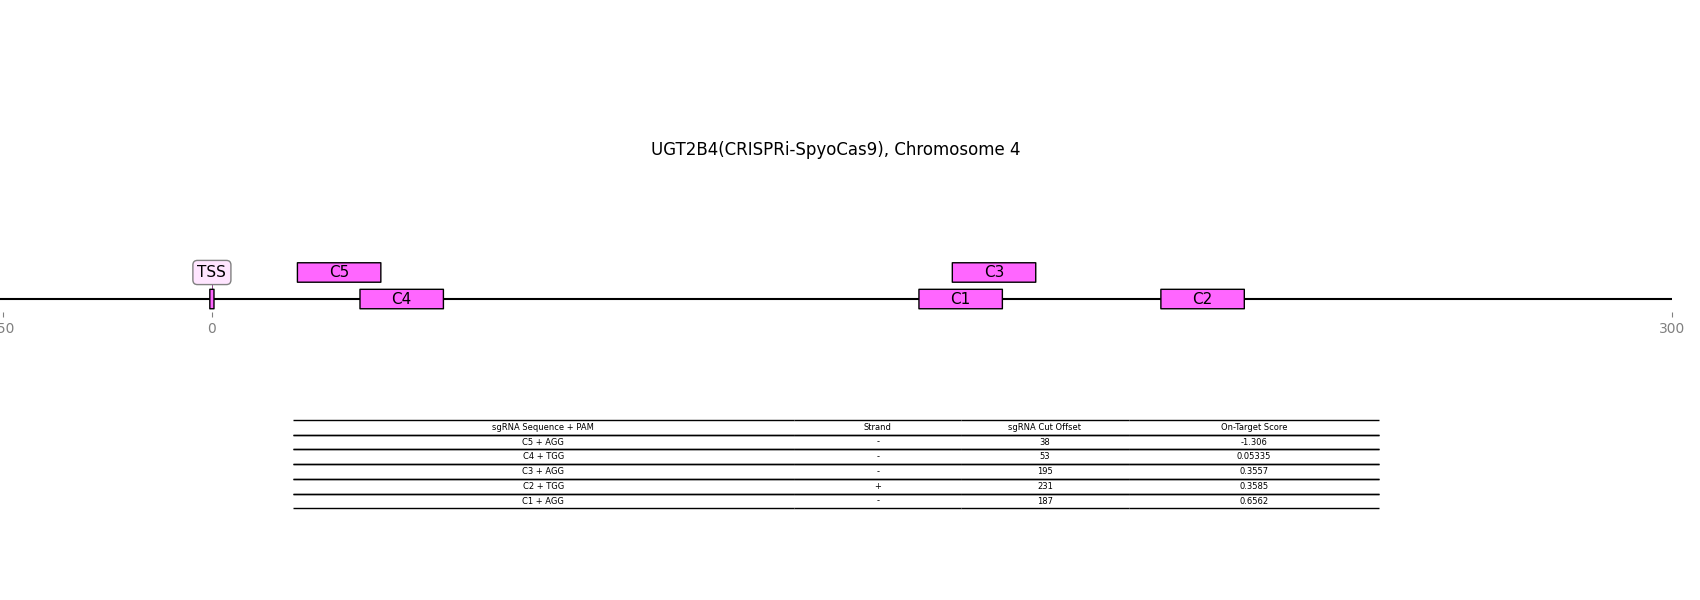 UGT2B4(CRISPRi-SpyoCas9), Chromosome 4
TSS C5 C3
C4 C1 C2
50 0 300
sgRNA Sequence + PAM Strand sgRNA Cut Offset On-Target Score
C5 + AGG - 38 -1.306
C4 + TGG - 53 0.05335
C3 + AGG - 195 0.3557
C2 + TGG + 231 0.3585
C1 + AGG - 187 0.6562